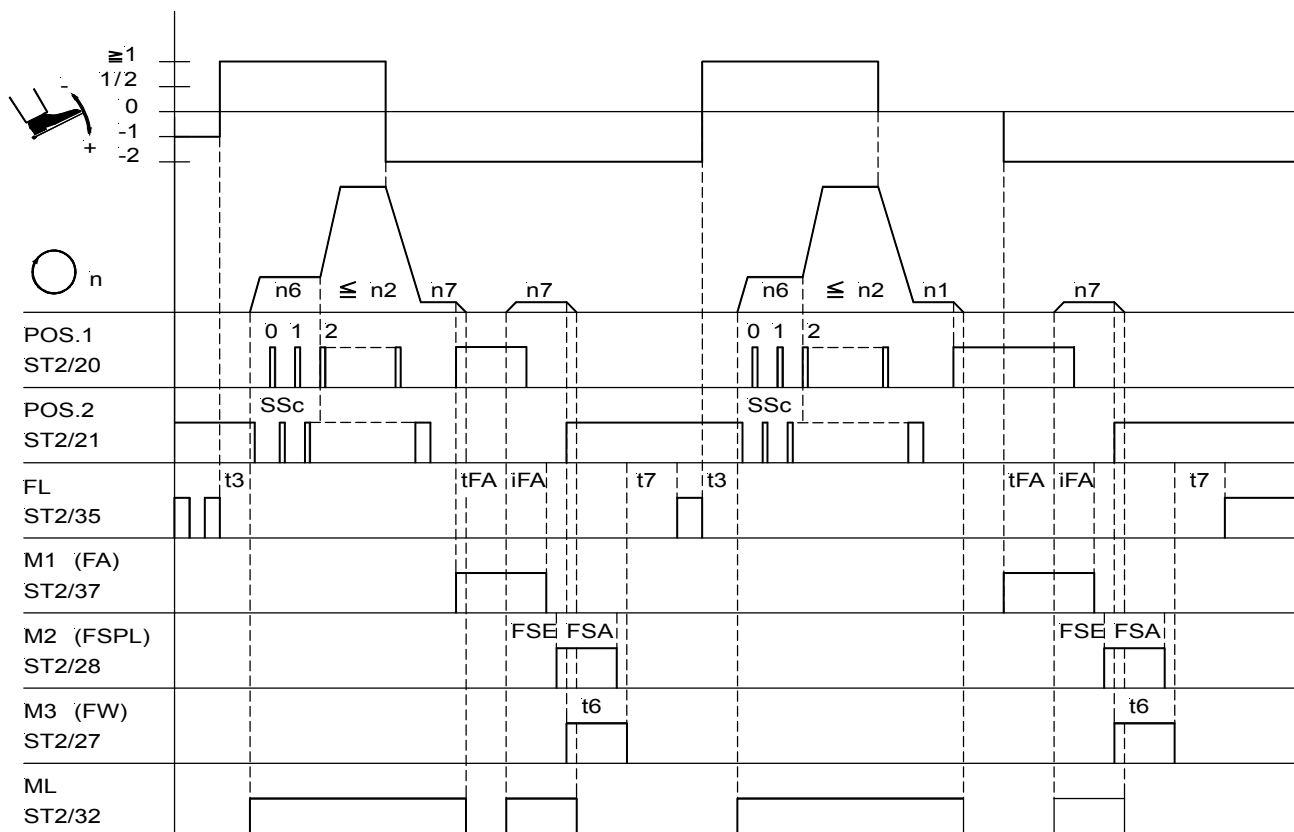 ≧1
- 1/2
0
-1
+ -2
n
n6 ≦ n2 n7 n7 n6 ≦ n2 n1 n7
POS.1 0 1 2 0 1 2
ST2/20
POS.2 SSc SSc
ST2/21
FL t3 tFA iFA t7 t3 tFA iFA t7
ST2/35
M1 (FA)
ST2/37
M2 (FSPL) FSE FSA FSE FSA
ST2/28
M3 (FW) t6 t6
ST2/27
ML
ST2/32